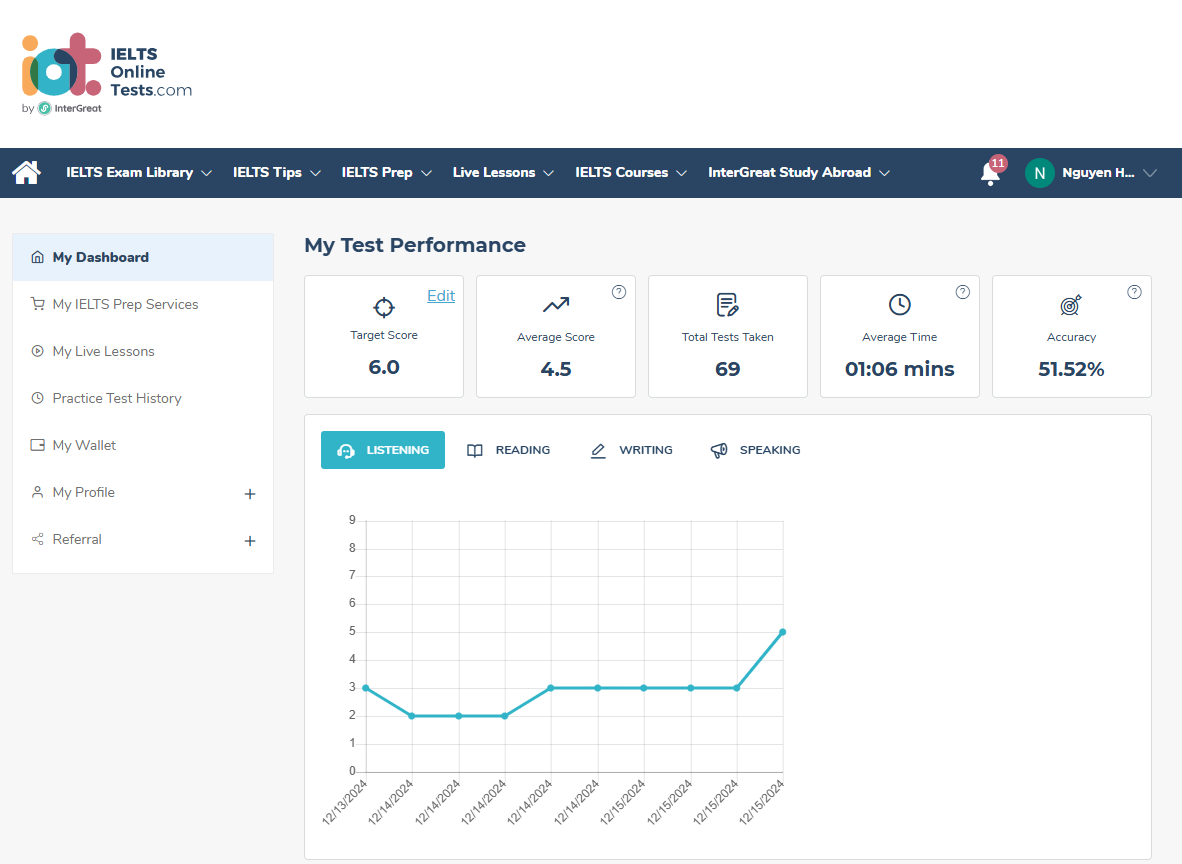 iot.
IELTS
Online
Tests.com
by InterGreat
IELTS Exam Library
IELTS Tips
IELTS Prep
Live Lessons
IELTS Courses
InterGreat Study Abroad
11
N
Nguyen H...
My Dashboard
My IELTS Prep Services
My Live Lessons
Practice Test History
My Wallet
My Profile +
Referral +
My Test Performance
Edit
Target Score
6.0
?
Average Score
4.5
Total Tests Taken
69
?
Average Time
01:06 mins
?
Accuracy
51.52%
LISTENING
READING
WRITING
SPEAKING
9
8
7
6
5
4
3
2
1
0
12/13/2024
12/14/2024
12/14/2024
12/14/2024
12/14/2024
12/14/2024
12/15/2024
12/15/2024
12/15/2024
12/15/2024